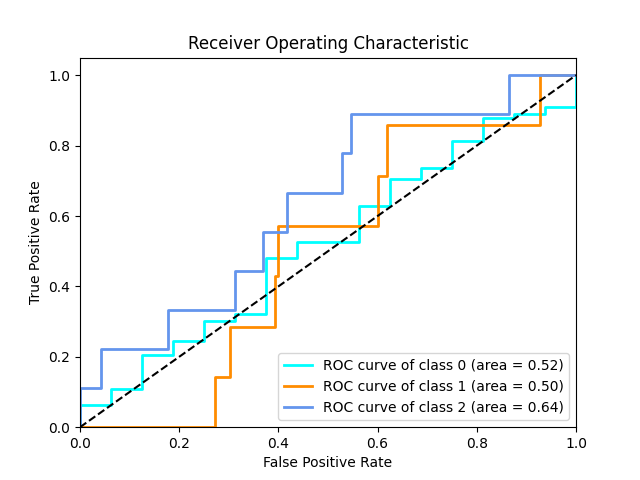 Receiver Operating Characteristic
1.0
0.8
0.6
0.4
0.2
0.0
True Positive Rate
ROC curve of class 0 (area = 0.52)
ROC curve of class 1 (area = 0.50)
ROC curve of class 2 (area = 0.64)
0.0 0.2 0.4 0.6 0.8 1.0
False Positive Rate